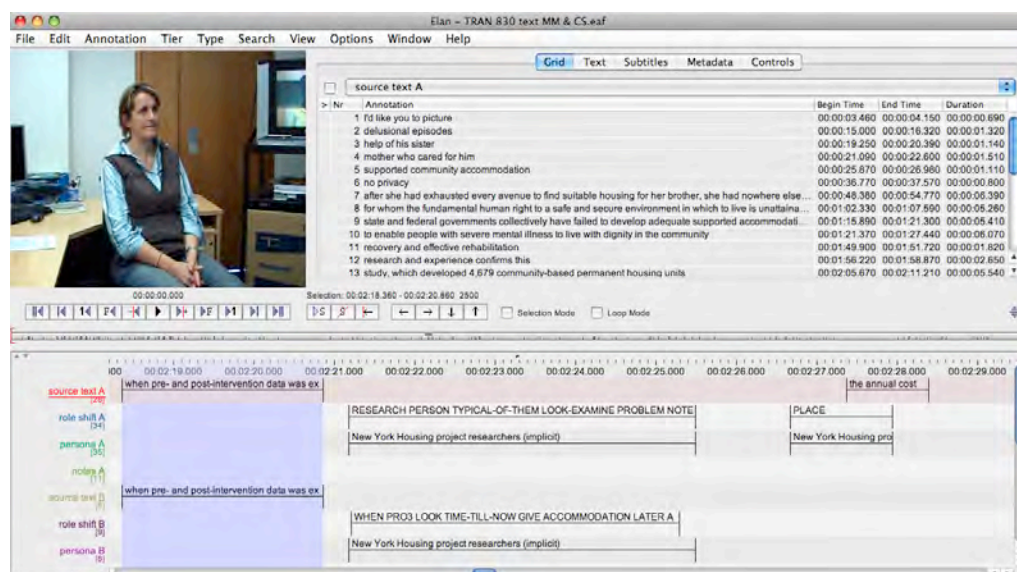 Elan – TRAN 830 text MM & CS.eaf
File Edit Annotation Tier Type Search View Options Window Help
Grid Text Subtitles Metadata Controls
source text A
> Nr Annotation Begin Time End Time Duration
1 I'd like you to picture 00:00:03.460 00:00:04.150 00:00:00.690
2 delusional episodes 00:00:15.000 00:00:16.320 00:00:01.320
3 help of his sister 00:00:19.250 00:00:20.390 00:00:01.140
4 mother who cared for him 00:00:21.090 00:00:22.600 00:00:01.510
5 supported community accommodation 00:00:25.870 00:00:26.980 00:00:01.110
6 no privacy 00:00:36.770 00:00:37.570 00:00:00.800
7 after she had exhausted every avenue to find suitable housing for her brother, she had nowhere else... 00:00:48.380 00:00:54.770 00:00:06.390
8 for whom the fundamental human right to a safe and secure environment in which to live is unattaina... 00:01:02.330 00:01:07.590 00:00:05.260
9 state and federal governments collectively have failed to develop adequate supported accommodati... 00:01:15.890 00:01:21.300 00:00:05.410
10 to enable people with severe mental illness to live with dignity in the community 00:01:21.370 00:01:27.440 00:00:06.070
11 recovery and effective rehabilitation 00:01:49.900 00:01:51.720 00:00:01.820
12 research and experience confirms this 00:01:56.220 00:01:58.870 00:00:02.650
13 study, which developed 4,679 community-based permanent housing units 00:02:05.670 00:02:11.210 00:00:05.540
00:00:00.000 Selection: 00:02:18.360 - 00:02:20.860 2500
Selection Mode Loop Mode
00:02:19.000 00:02:20.000 00:02:21.000 00:02:22.000 00:02:23.000 00:02:24.000 00:02:25.000 00:02:26.000 00:02:27.000 00:02:28.000 00:02:29.000
source text A when pre- and post-intervention data was ex the annual cost
role shift A RESEARCH PERSON TYPICAL-OF-THEM LOOK-EXAMINE PROBLEM NOTE PLACE
[34]
persona A New York Housing project researchers (implicit) New York Housing pro
[35]
notes A
[11]
source text B when pre- and post-intervention data was ex
role shift B WHEN PRO3 LOOK TIME-TILL-NOW GIVE ACCOMMODATION LATER A
[9]
persona B New York Housing project researchers (implicit)